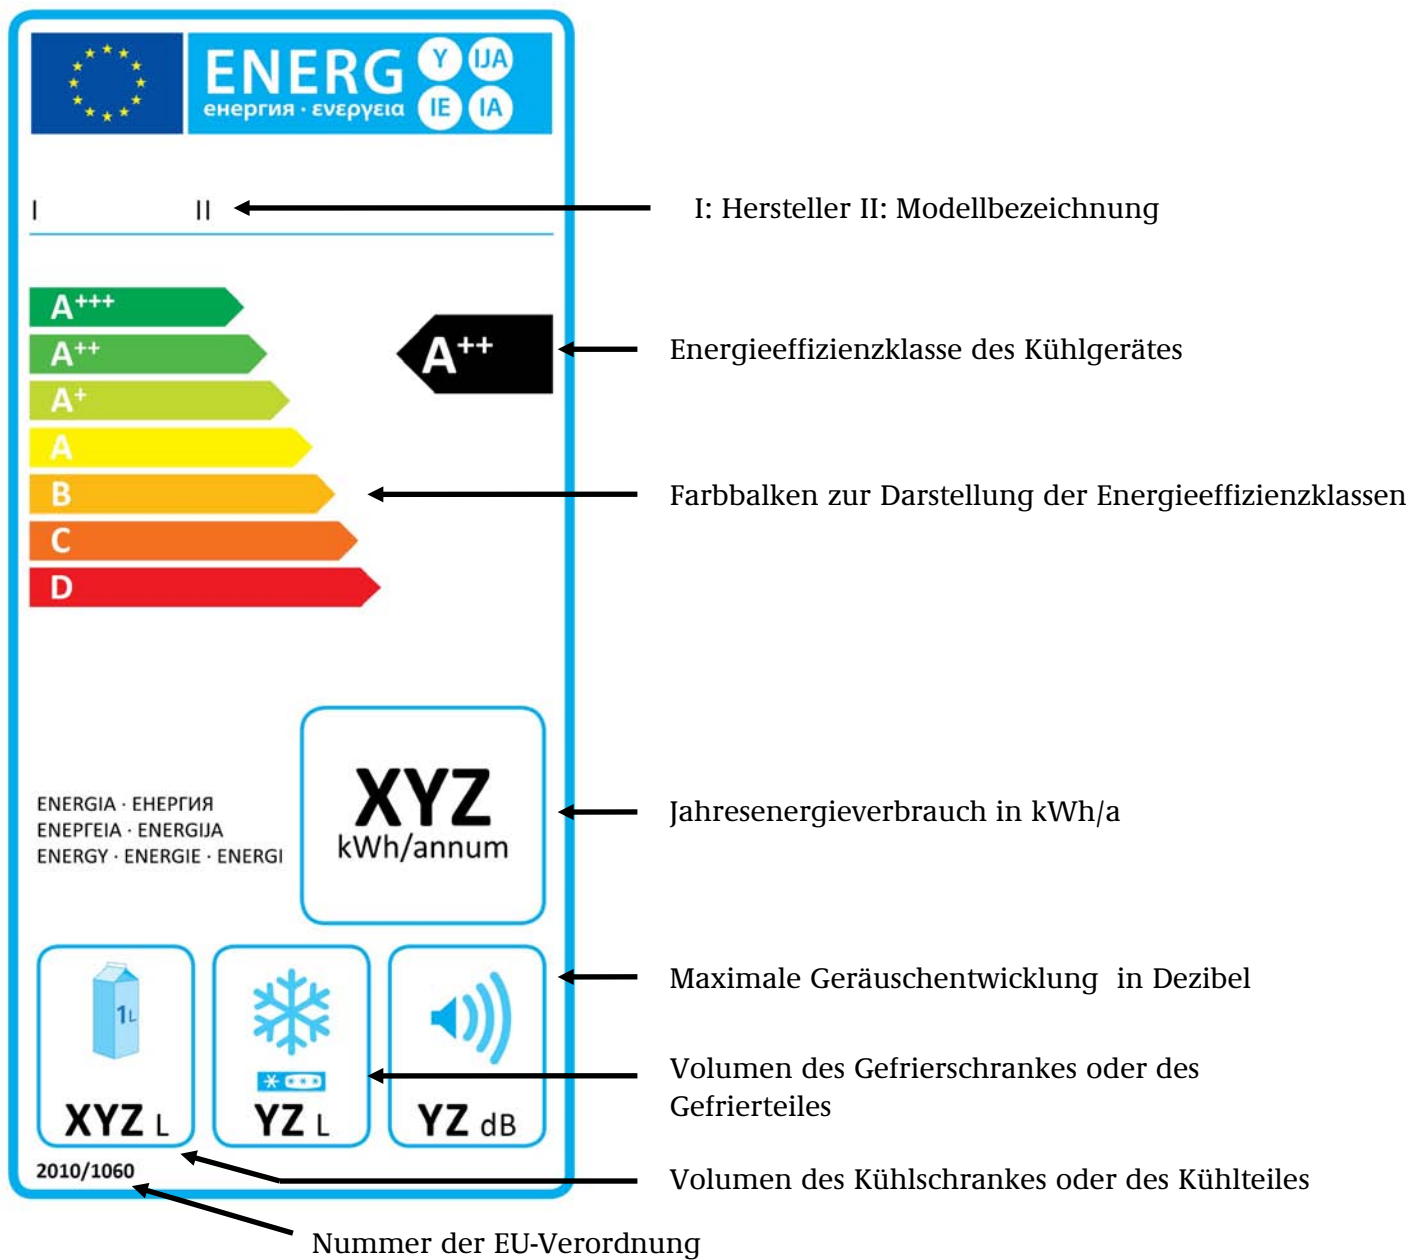 ENERG Y IJA
енергия · ενεργεια IE IA
I II
I: Hersteller II: Modellbezeichnung
A+++
A++
A++
Energieeffizienzklasse des Kühlgerätes
A+
A
B
Farbbalken zur Darstellung der Energieeffizienzklassen
C
D
XYZ
kWh/annum
Jahresenergieverbrauch in kWh/a
ENERGIA · ЕНЕРГИЯ
ΕΝΕΡΓΕΙΑ · ENERGIJA
ENERGY · ENERGIE · ENERGI
Maximale Geräuschentwicklung in Dezibel
1L
Volumen des Gefrierschrankes oder des
Gefrierteiles
XYZ L
YZ L
YZ dB
2010/1060
Volumen des Kühlschrankes oder des Kühlteiles
Nummer der EU-Verordnung